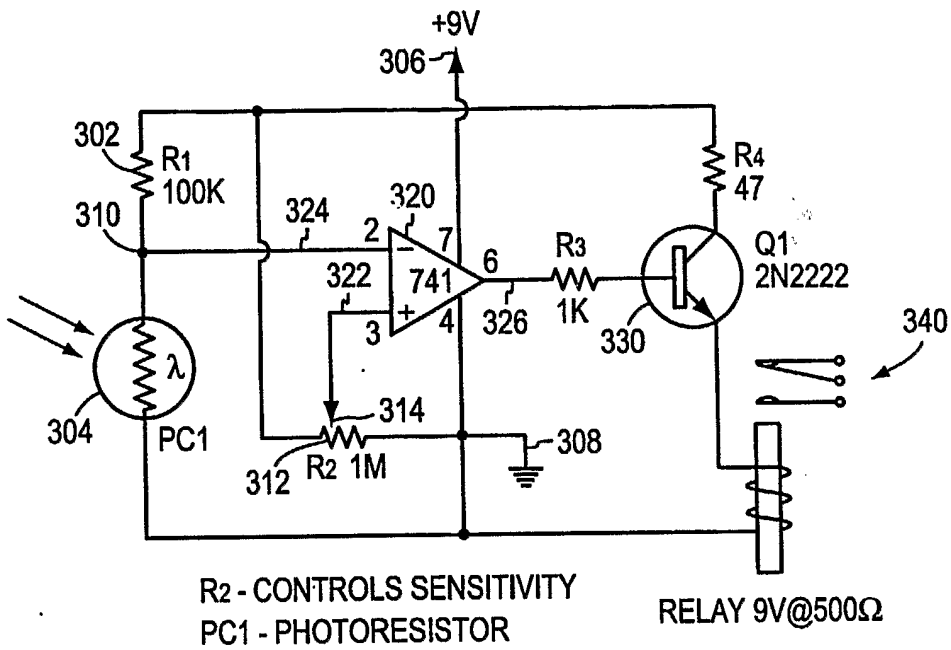 +9V
306
302
R1
100K
R4
47
310
324
320
2
−
7
6
R3
Q1
2N2222
322
741
1K
326
330
3
+
4
340
λ
304
PC1
314
308
312
R2
1M
R2 - CONTROLS SENSITIVITY
PC1 - PHOTORESISTOR
RELAY 9V@500Ω